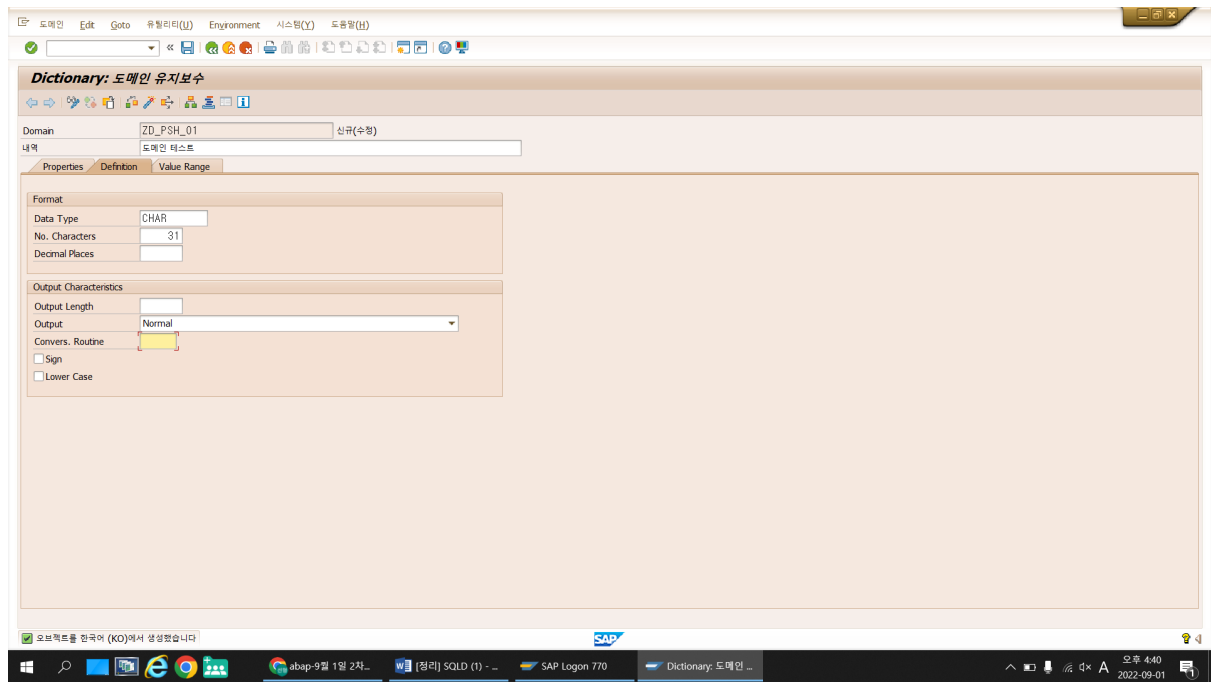 도메인 Edit Goto 유틸리티(U) Environment 시스템(Y) 도움말(H)
Dictionary: 도메인 유지보수
Domain ZD_PSH_01 신규(수정)
내역 도메인 테스트
Properties Definition Value Range
Format
Data Type CHAR
No. Characters 31
Decimal Places
Output Characteristics
Output Length
Output Normal
Convers. Routine
Sign
Lower Case
오브젝트를 한국어 (KO)에서 생성했습니다
SAP
abap-9월 1일 2차... [정리] SQLD (1) - ... SAP Logon 770 Dictionary: 도메인 ...
A 오후 4:40
2022-09-01
1